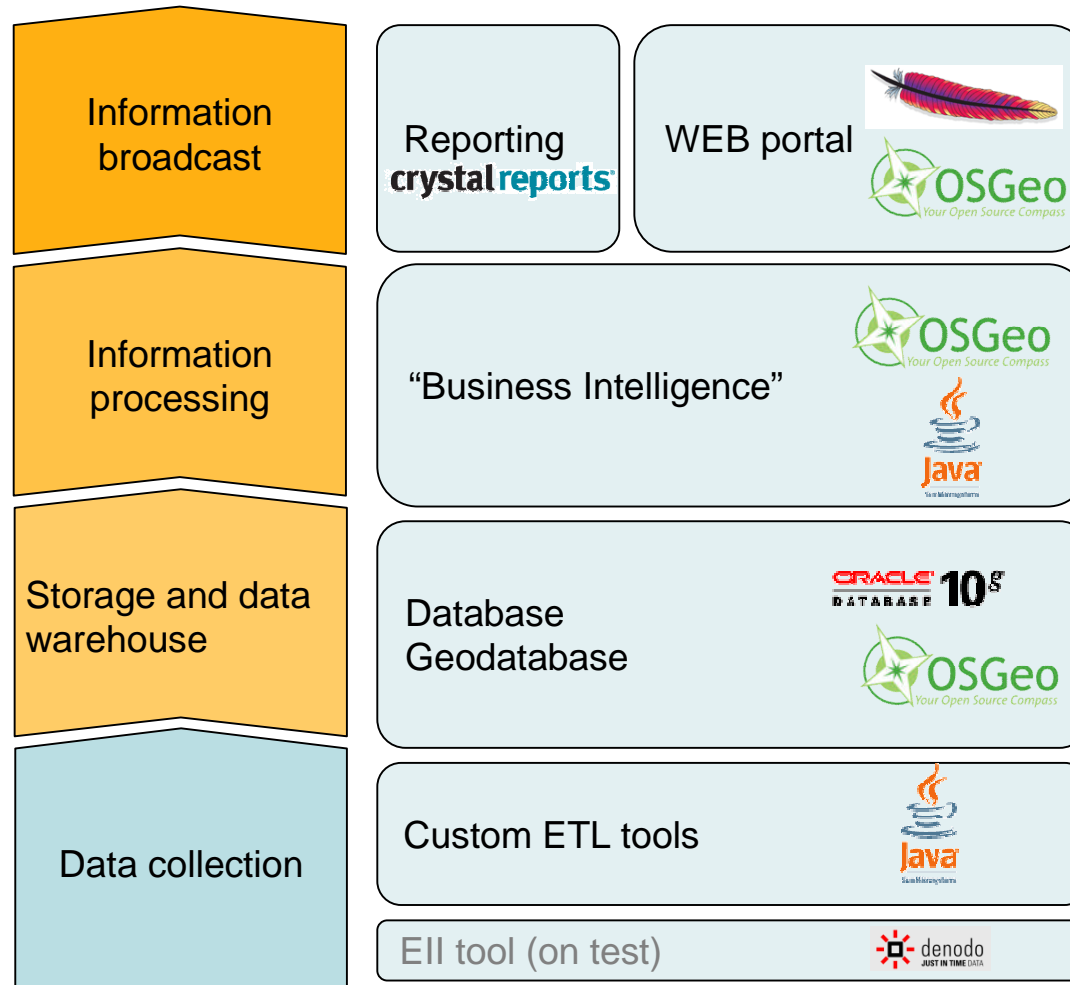 Information
broadcast
Reporting
crystal reports
WEB portal
OSGeo
Your Open Source Compass
Information
processing
“Business Intelligence”
OSGeo
Your Open Source Compass
Java
Storage and data
warehouse
Database
Geodatabase
ORACLE
DATABASE 10g
OSGeo
Your Open Source Compass
Data collection
Custom ETL tools
Java
EII tool (on test)
denodo
JUST IN TIME DATA